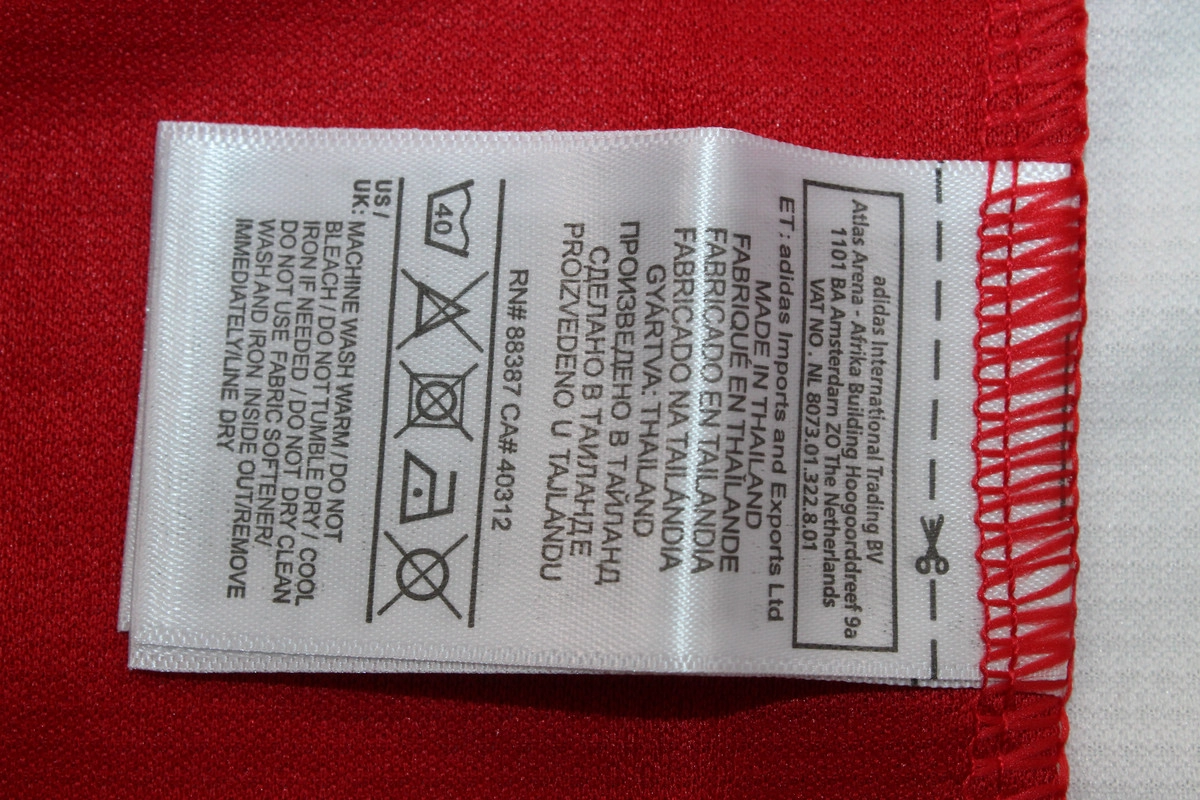 adidas International Trading BV
Atlas Arena - Afrika Building Hoogoorddreef 9a
1101 BA Amsterdam ZO The Netherlands
VAT NO. NL 8073.01.322.8.01
ET: adidas Imports and Exports Ltd
MADE IN THAILAND
FABRIQUÉ EN THAÏLANDE
FABRICADO EN TAILANDIA
FABRICADO NA TAILÂNDIA
GYÁRTVA: THAILAND
ПРОИЗВЕДЕНО В ТАЙЛАНД
СДЕЛАНО В ТАИЛАНДЕ
PROIZVEDENO U TAJLANDU
RN# 88387 CA# 40312
40
US /
UK: MACHINE WASH WARM / DO NOT
BLEACH / DO NOT TUMBLE DRY / COOL
IRON IF NEEDED / DO NOT DRY CLEAN
DO NOT USE FABRIC SOFTENER/
WASH AND IRON INSIDE OUT/REMOVE
IMMEDIATELY/LINE DRY